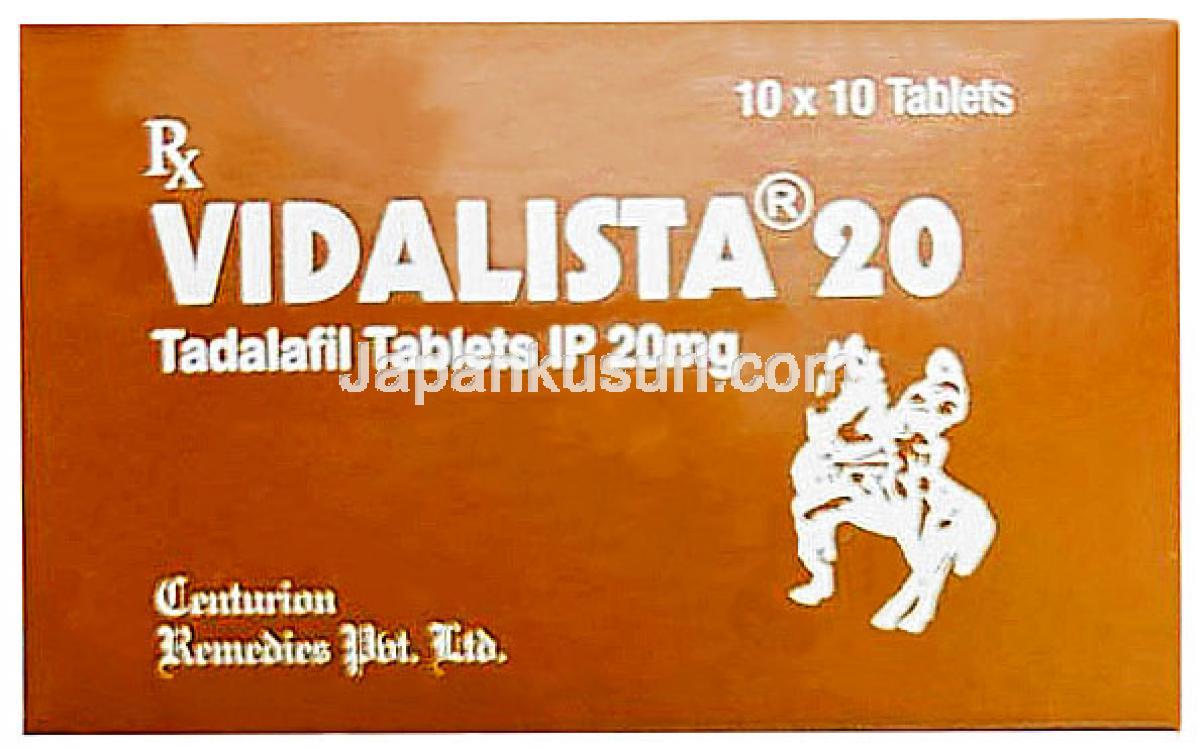 10 x 10 Tablets
Rx
VIDALISTA® 20
Tadalafil Tablets IP 20mg
Japankusuri.com
Centurion
Remedies Pvt. Ltd.